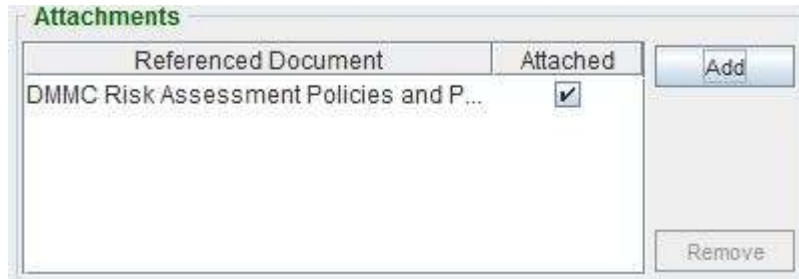 Attachments
Referenced Document Attached
Add
DMMC Risk Assessment Policies and P...
Remove